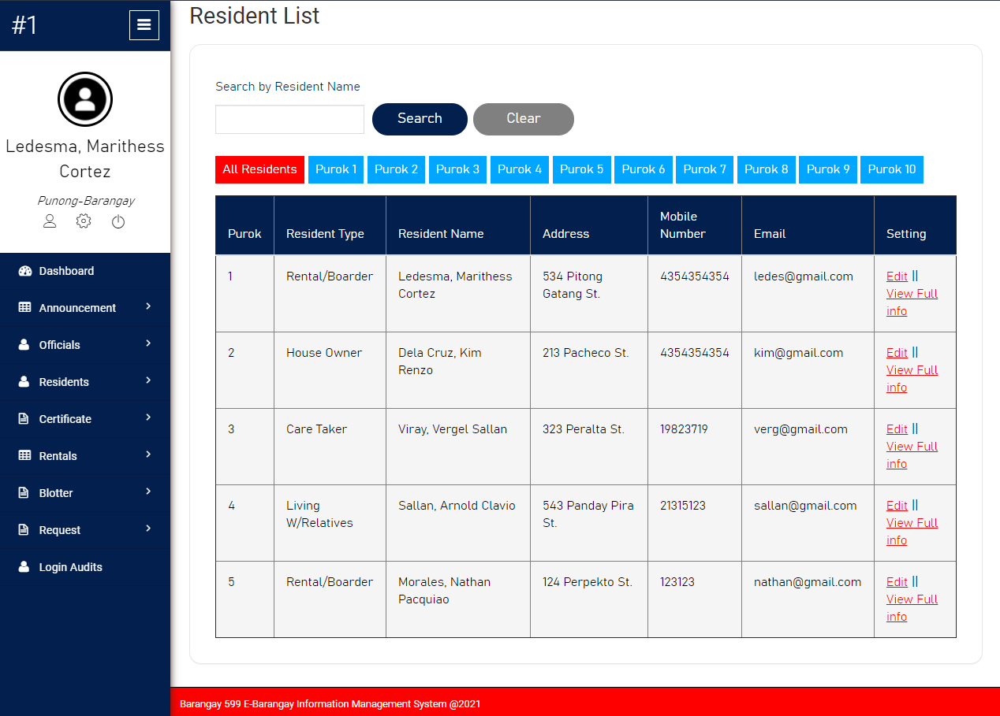 #1
Ledesma, Marithess
Cortez
Punong-Barangay
Dashboard
Announcement
Officials
Residents
Certificate
Rentals
Blotter
Request
Login Audits
Resident List
Search by Resident Name
Search Clear
All Residents Purok 1 Purok 2 Purok 3 Purok 4 Purok 5 Purok 6 Purok 7 Purok 8 Purok 9 Purok 10
Purok Resident Type Resident Name Address Mobile Number Email Setting
1 Rental/Boarder Ledesma, Marithess Cortez 534 Pitong Gatang St. 4354354354 ledes@gmail.com Edit || View Full info
2 House Owner Dela Cruz, Kim Renzo 213 Pacheco St. 4354354354 kim@gmail.com Edit || View Full info
3 Care Taker Viray, Vergel Sallan 323 Peralta St. 19823719 verg@gmail.com Edit || View Full info
4 Living W/Relatives Sallan, Arnold Clavio 543 Panday Pira St. 21315123 sallan@gmail.com Edit || View Full info
5 Rental/Boarder Morales, Nathan Pacquiao 124 Perpekto St. 123123 nathan@gmail.com Edit || View Full info
Barangay 599 E-Barangay Information Management System @2021